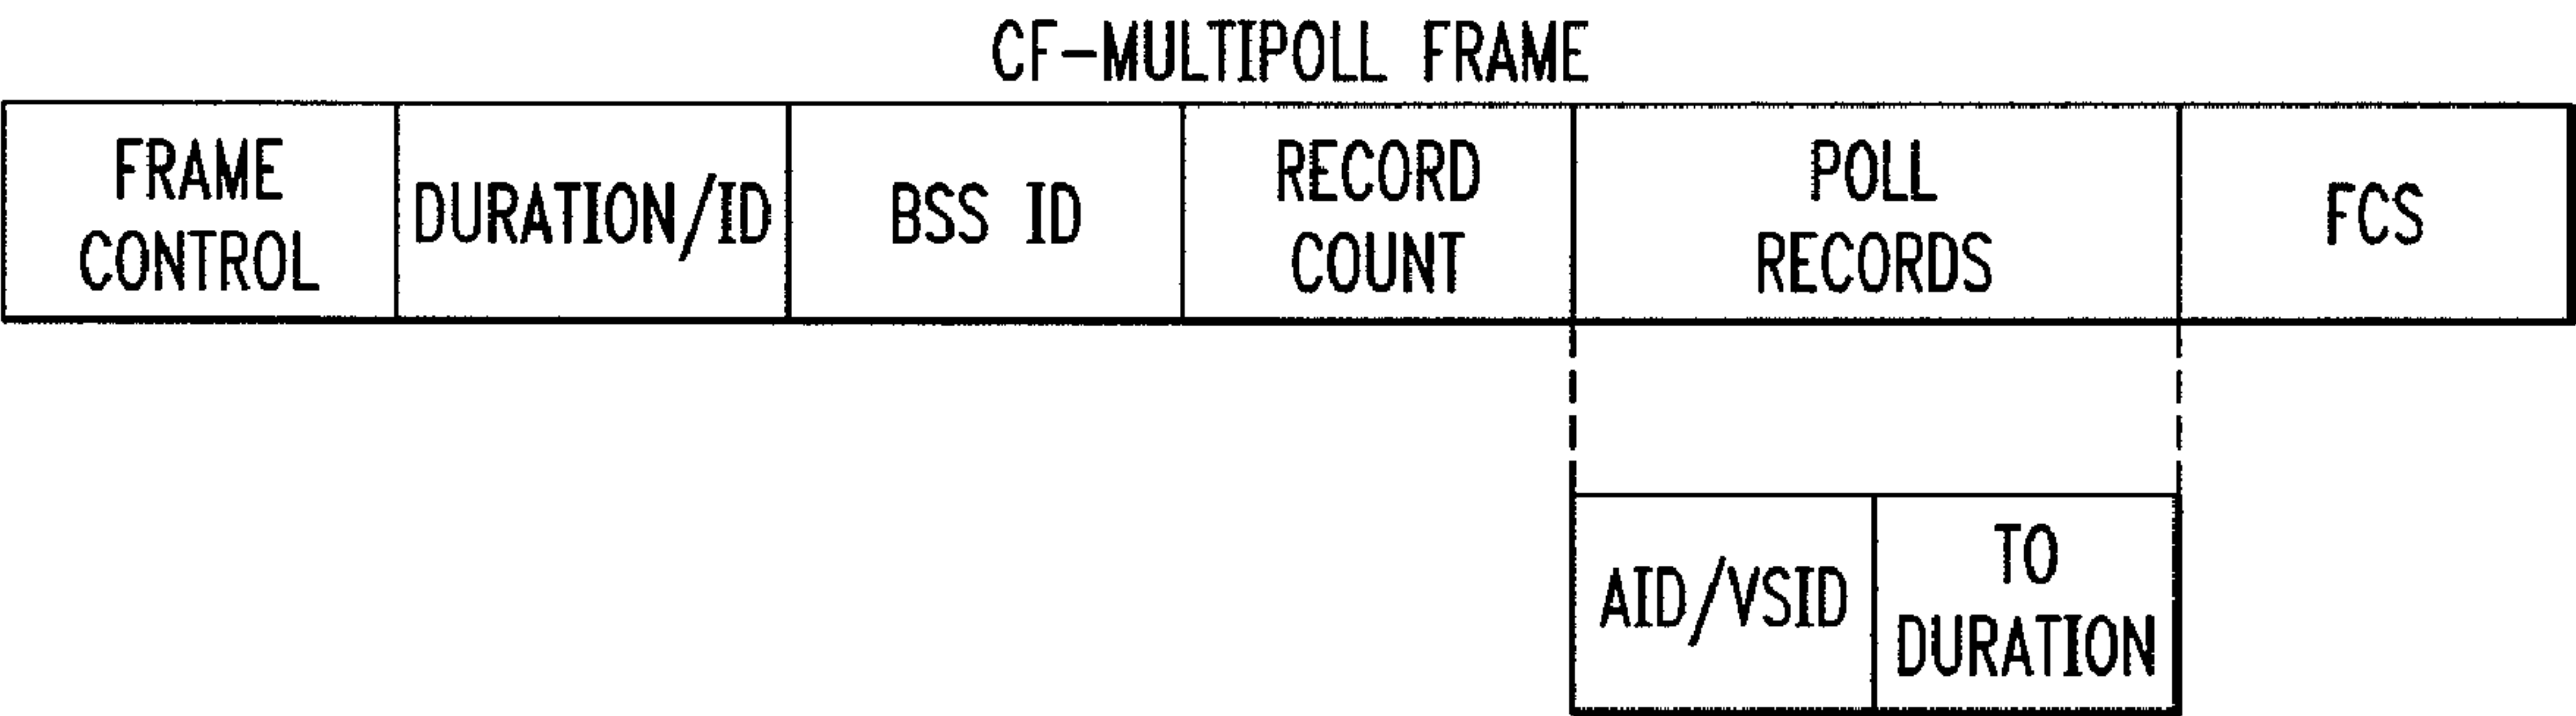 CF-MULTIPOLL FRAME
FRAME
CONTROL
DURATION/ID
BSS ID
RECORD
COUNT
POLL
RECORDS
FCS
AID/VSID
TO
DURATION